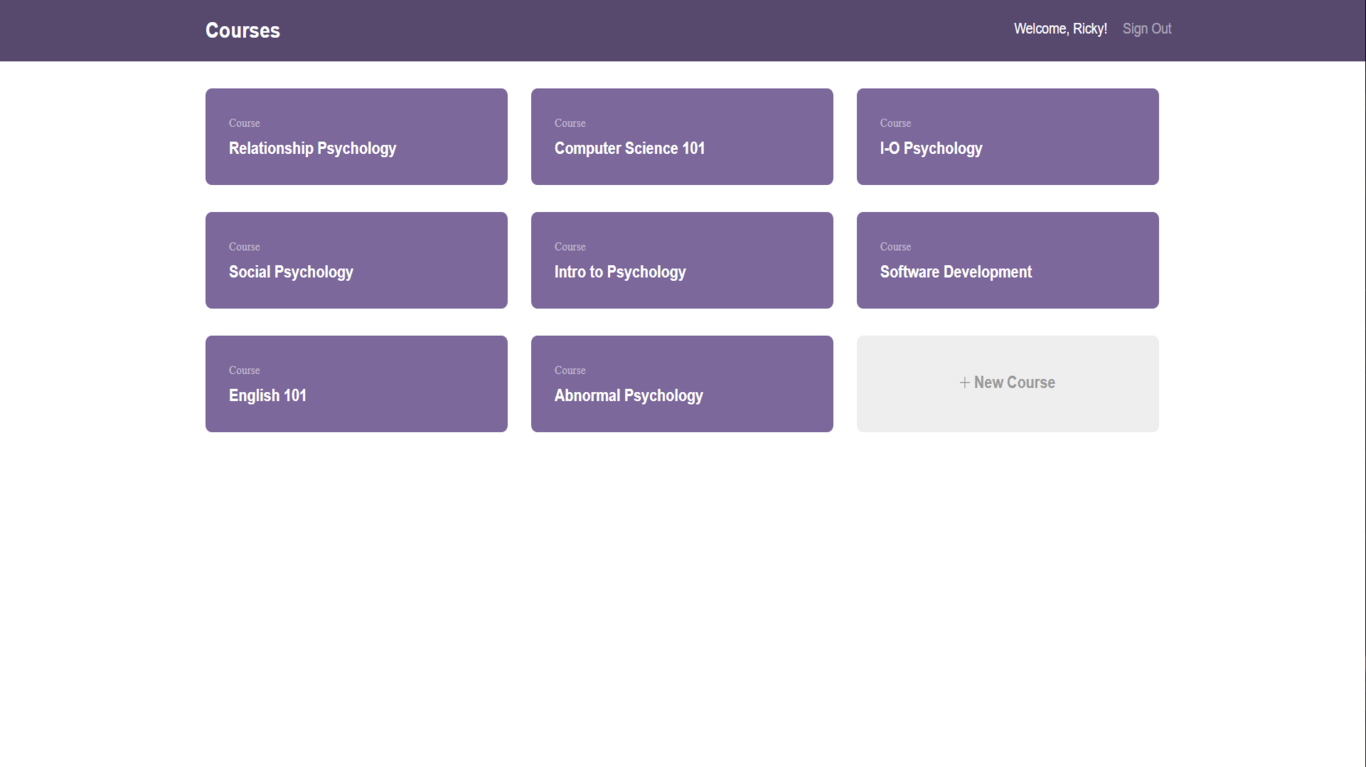 Courses
Welcome, Ricky! Sign Out
Course
Relationship Psychology
Course
Computer Science 101
Course
I-O Psychology
Course
Social Psychology
Course
Intro to Psychology
Course
Software Development
Course
English 101
Course
Abnormal Psychology
+ New Course